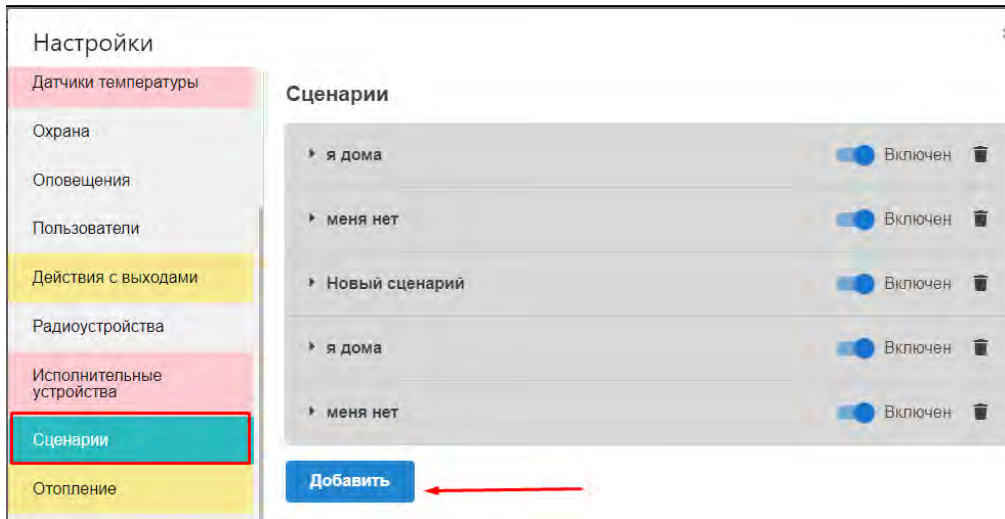 Настройки
Датчики температуры
Охрана
Оповещения
Пользователи
Действия с выходами
Радиоустройства
Исполнительные
устройства
Сценарии
Отопление
Сценарии
я дома Включен
меня нет Включен
Новый сценарий Включен
я дома Включен
меня нет Включен
Добавить